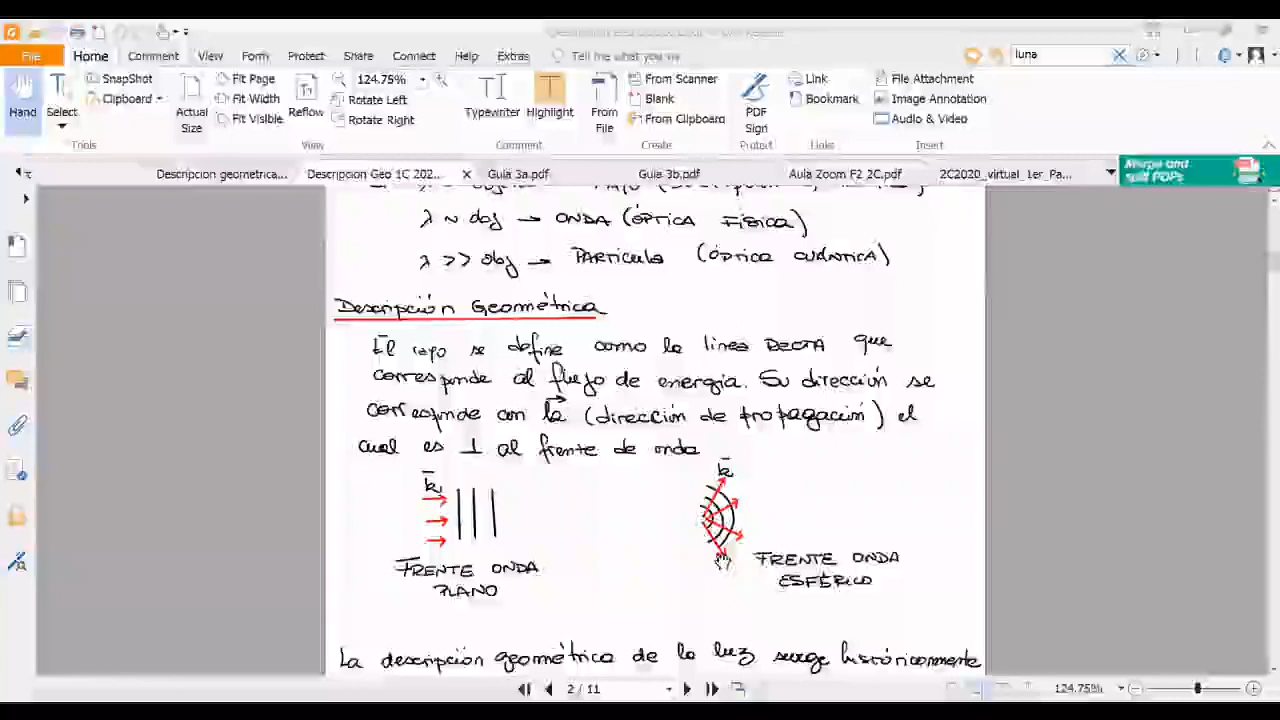 File Home Comment View Form Protect Share Connect Help Extras Tell me what you luna
Hand Select SnapShot Clipboard Actual Size Fit Page Fit Width Fit Visible Reflow 124.75% Rotate Left Rotate Right Typewriter Highlight From File From Scanner Blank From Clipboard PDF Sign Link Bookmark File Attachment Image Annotation Audio & Video
Tools View Comment Create Protect Links Insert
Descripcion geometrica... Descripcion Geo 1C 202... Guia 3a.pdf Guia 3b.pdf Aula Zoom F2 2C.pdf 2C2020_virtual_1er_Pa... Merge and split PDFs
λ ~ obj → ONDA (ÓPTICA FÍSICA)
λ >> obj → PARTÍCULA (ÓPTICA CUÁNTICA)
Descripción Geométrica
El rayo se define como la linea RECTA que
corresponde al flujo de energía. Su dirección se
corresponde con (dirección de propagación) el
cual es ⊥ al frente de onda
k k
FRENTE ONDA
PLANO
FRENTE ONDA
ESFÉRICO
La descripción geométrica de la luz surge históricamente
2 / 11 124.75%